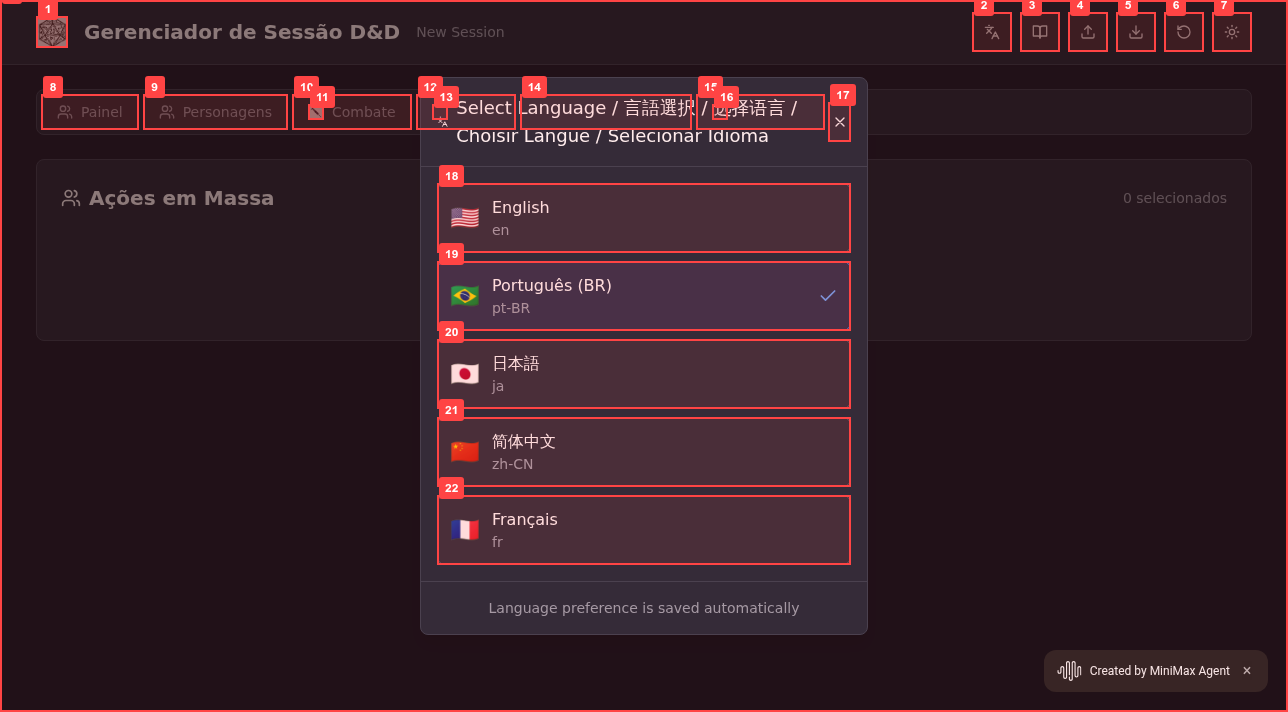 1
2
3
4
5
6
7
Gerenciador de Sessão D&D
New Session
8
9
10
11
12
13
14
15
16
17
Painel
Personagens
Combate
Select Language / 言語選択 / 选择语言 /
Choisir Langue / Selecionar Idioma
Ações em Massa
0 selecionados
18
English
en
19
Português (BR)
pt-BR
20
日本語
ja
21
简体中文
zh-CN
22
Français
fr
Language preference is saved automatically
Created by MiniMax Agent